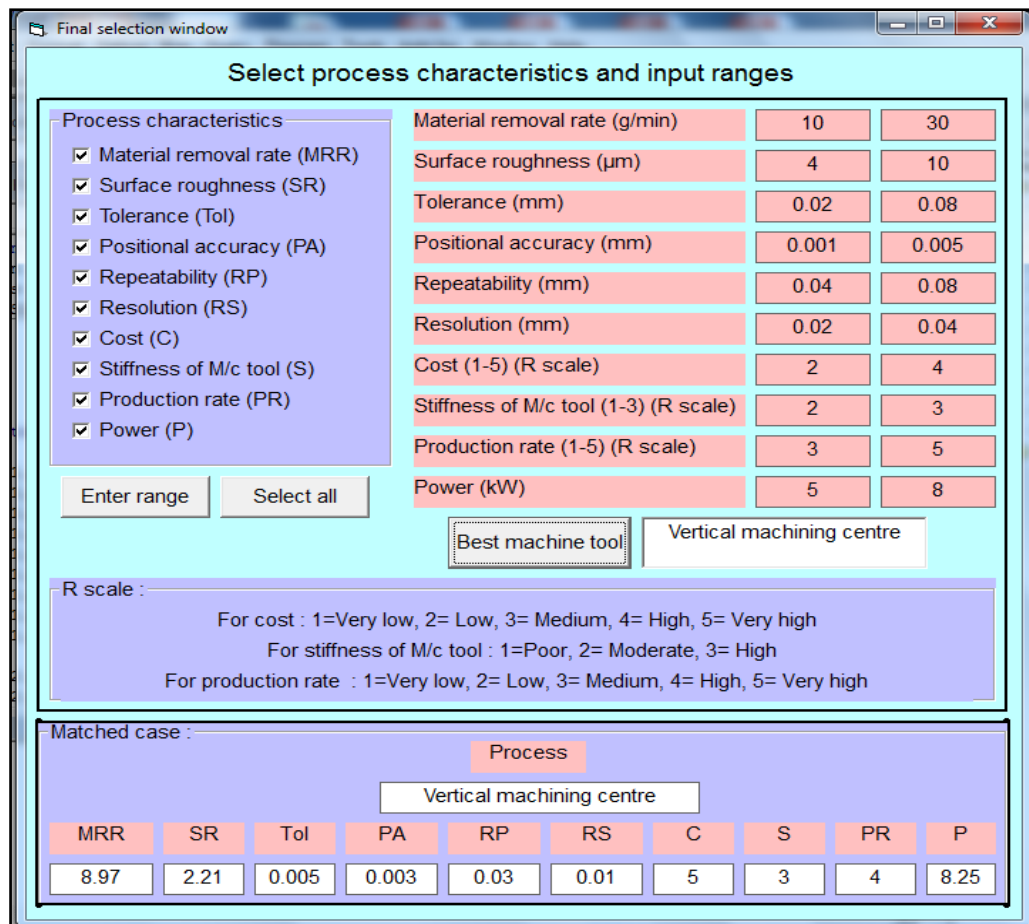 Final selection window
Select process characteristics and input ranges
Process characteristics
Material removal rate (MRR)
Surface roughness (SR)
Tolerance (Tol)
Positional accuracy (PA)
Repeatability (RP)
Resolution (RS)
Cost (C)
Stiffness of M/c tool (S)
Production rate (PR)
Power (P)
Enter range Select all
Material removal rate (g/min) 10 30
Surface roughness (µm) 4 10
Tolerance (mm) 0.02 0.08
Positional accuracy (mm) 0.001 0.005
Repeatability (mm) 0.04 0.08
Resolution (mm) 0.02 0.04
Cost (1-5) (R scale) 2 4
Stiffness of M/c tool (1-3) (R scale) 2 3
Production rate (1-5) (R scale) 3 5
Power (kW) 5 8
Best machine tool Vertical machining centre
R scale :
For cost : 1=Very low, 2= Low, 3= Medium, 4= High, 5= Very high
For stiffness of M/c tool : 1=Poor, 2= Moderate, 3= High
For production rate : 1=Very low, 2= Low, 3= Medium, 4= High, 5= Very high
Matched case :
Process
Vertical machining centre
MRR SR Tol PA RP RS C S PR P
8.97 2.21 0.005 0.003 0.03 0.01 5 3 4 8.25